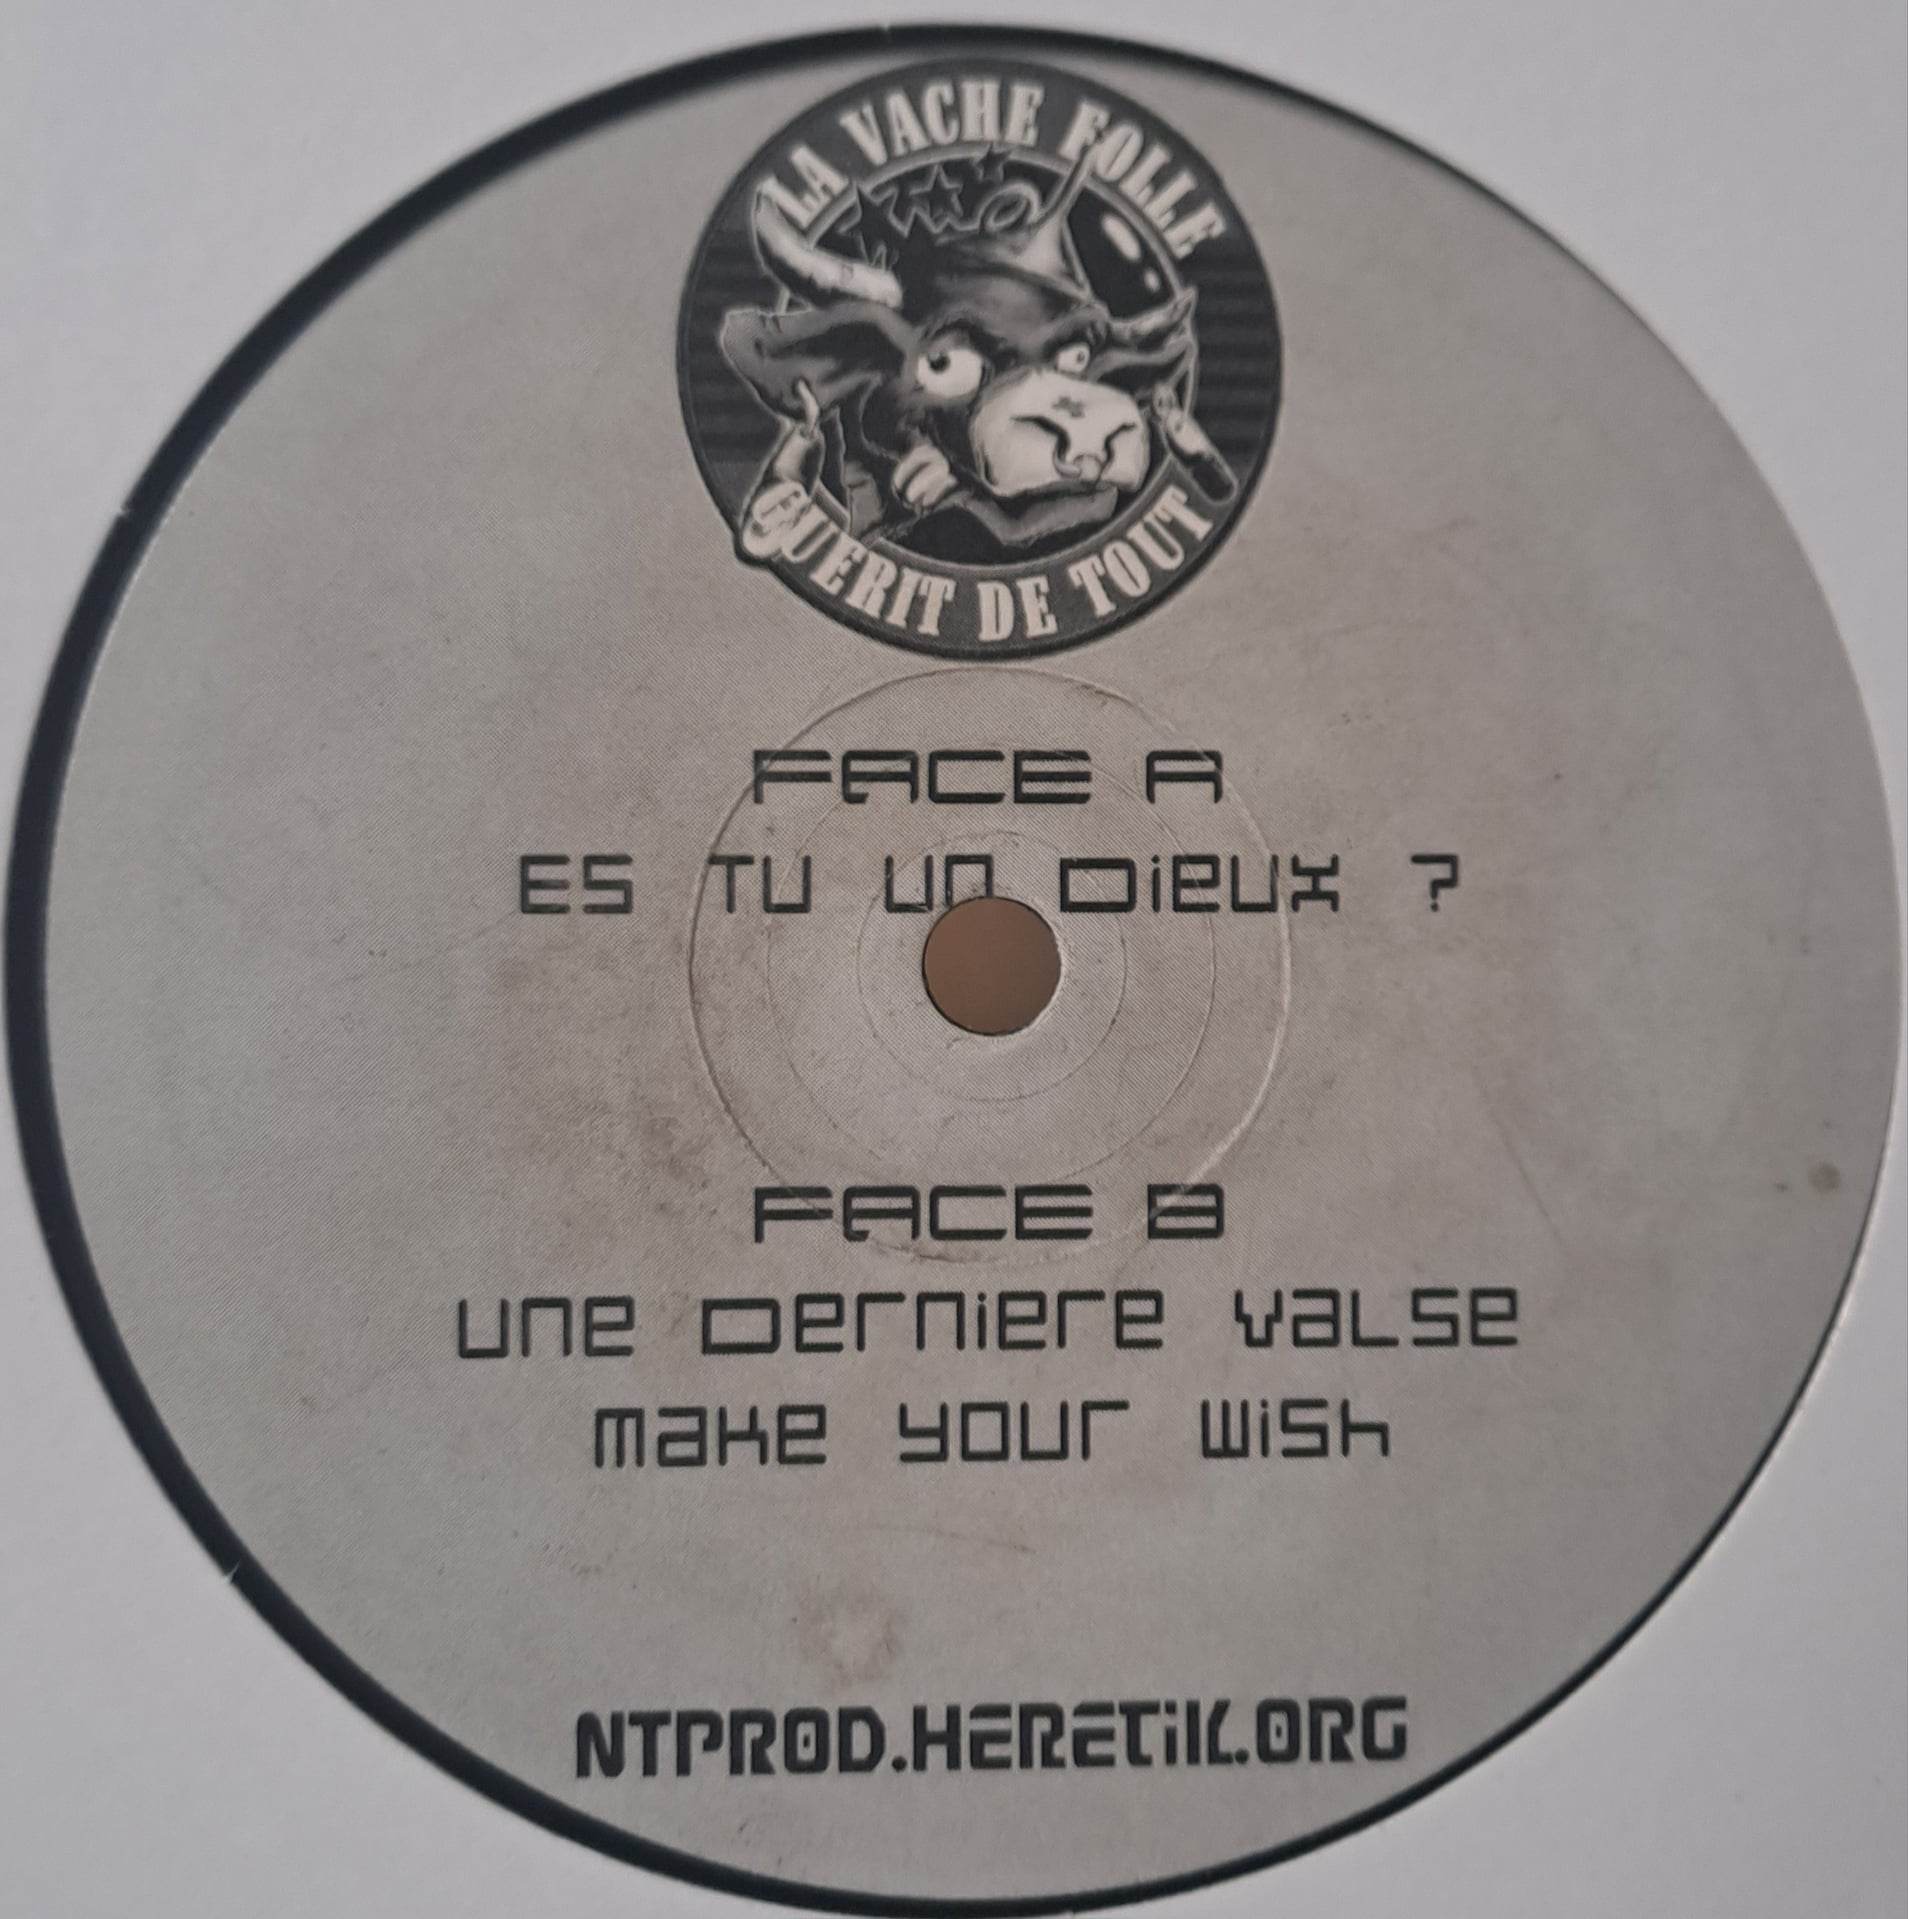 LA VACHE FOLLE
GUERIT DE TOUT
FACE A
ES TU UN DIEUX ?
FACE B
UNE DERNIERE VALSE
MAKE YOUR WISH
NTPROD.HERETIK.ORG